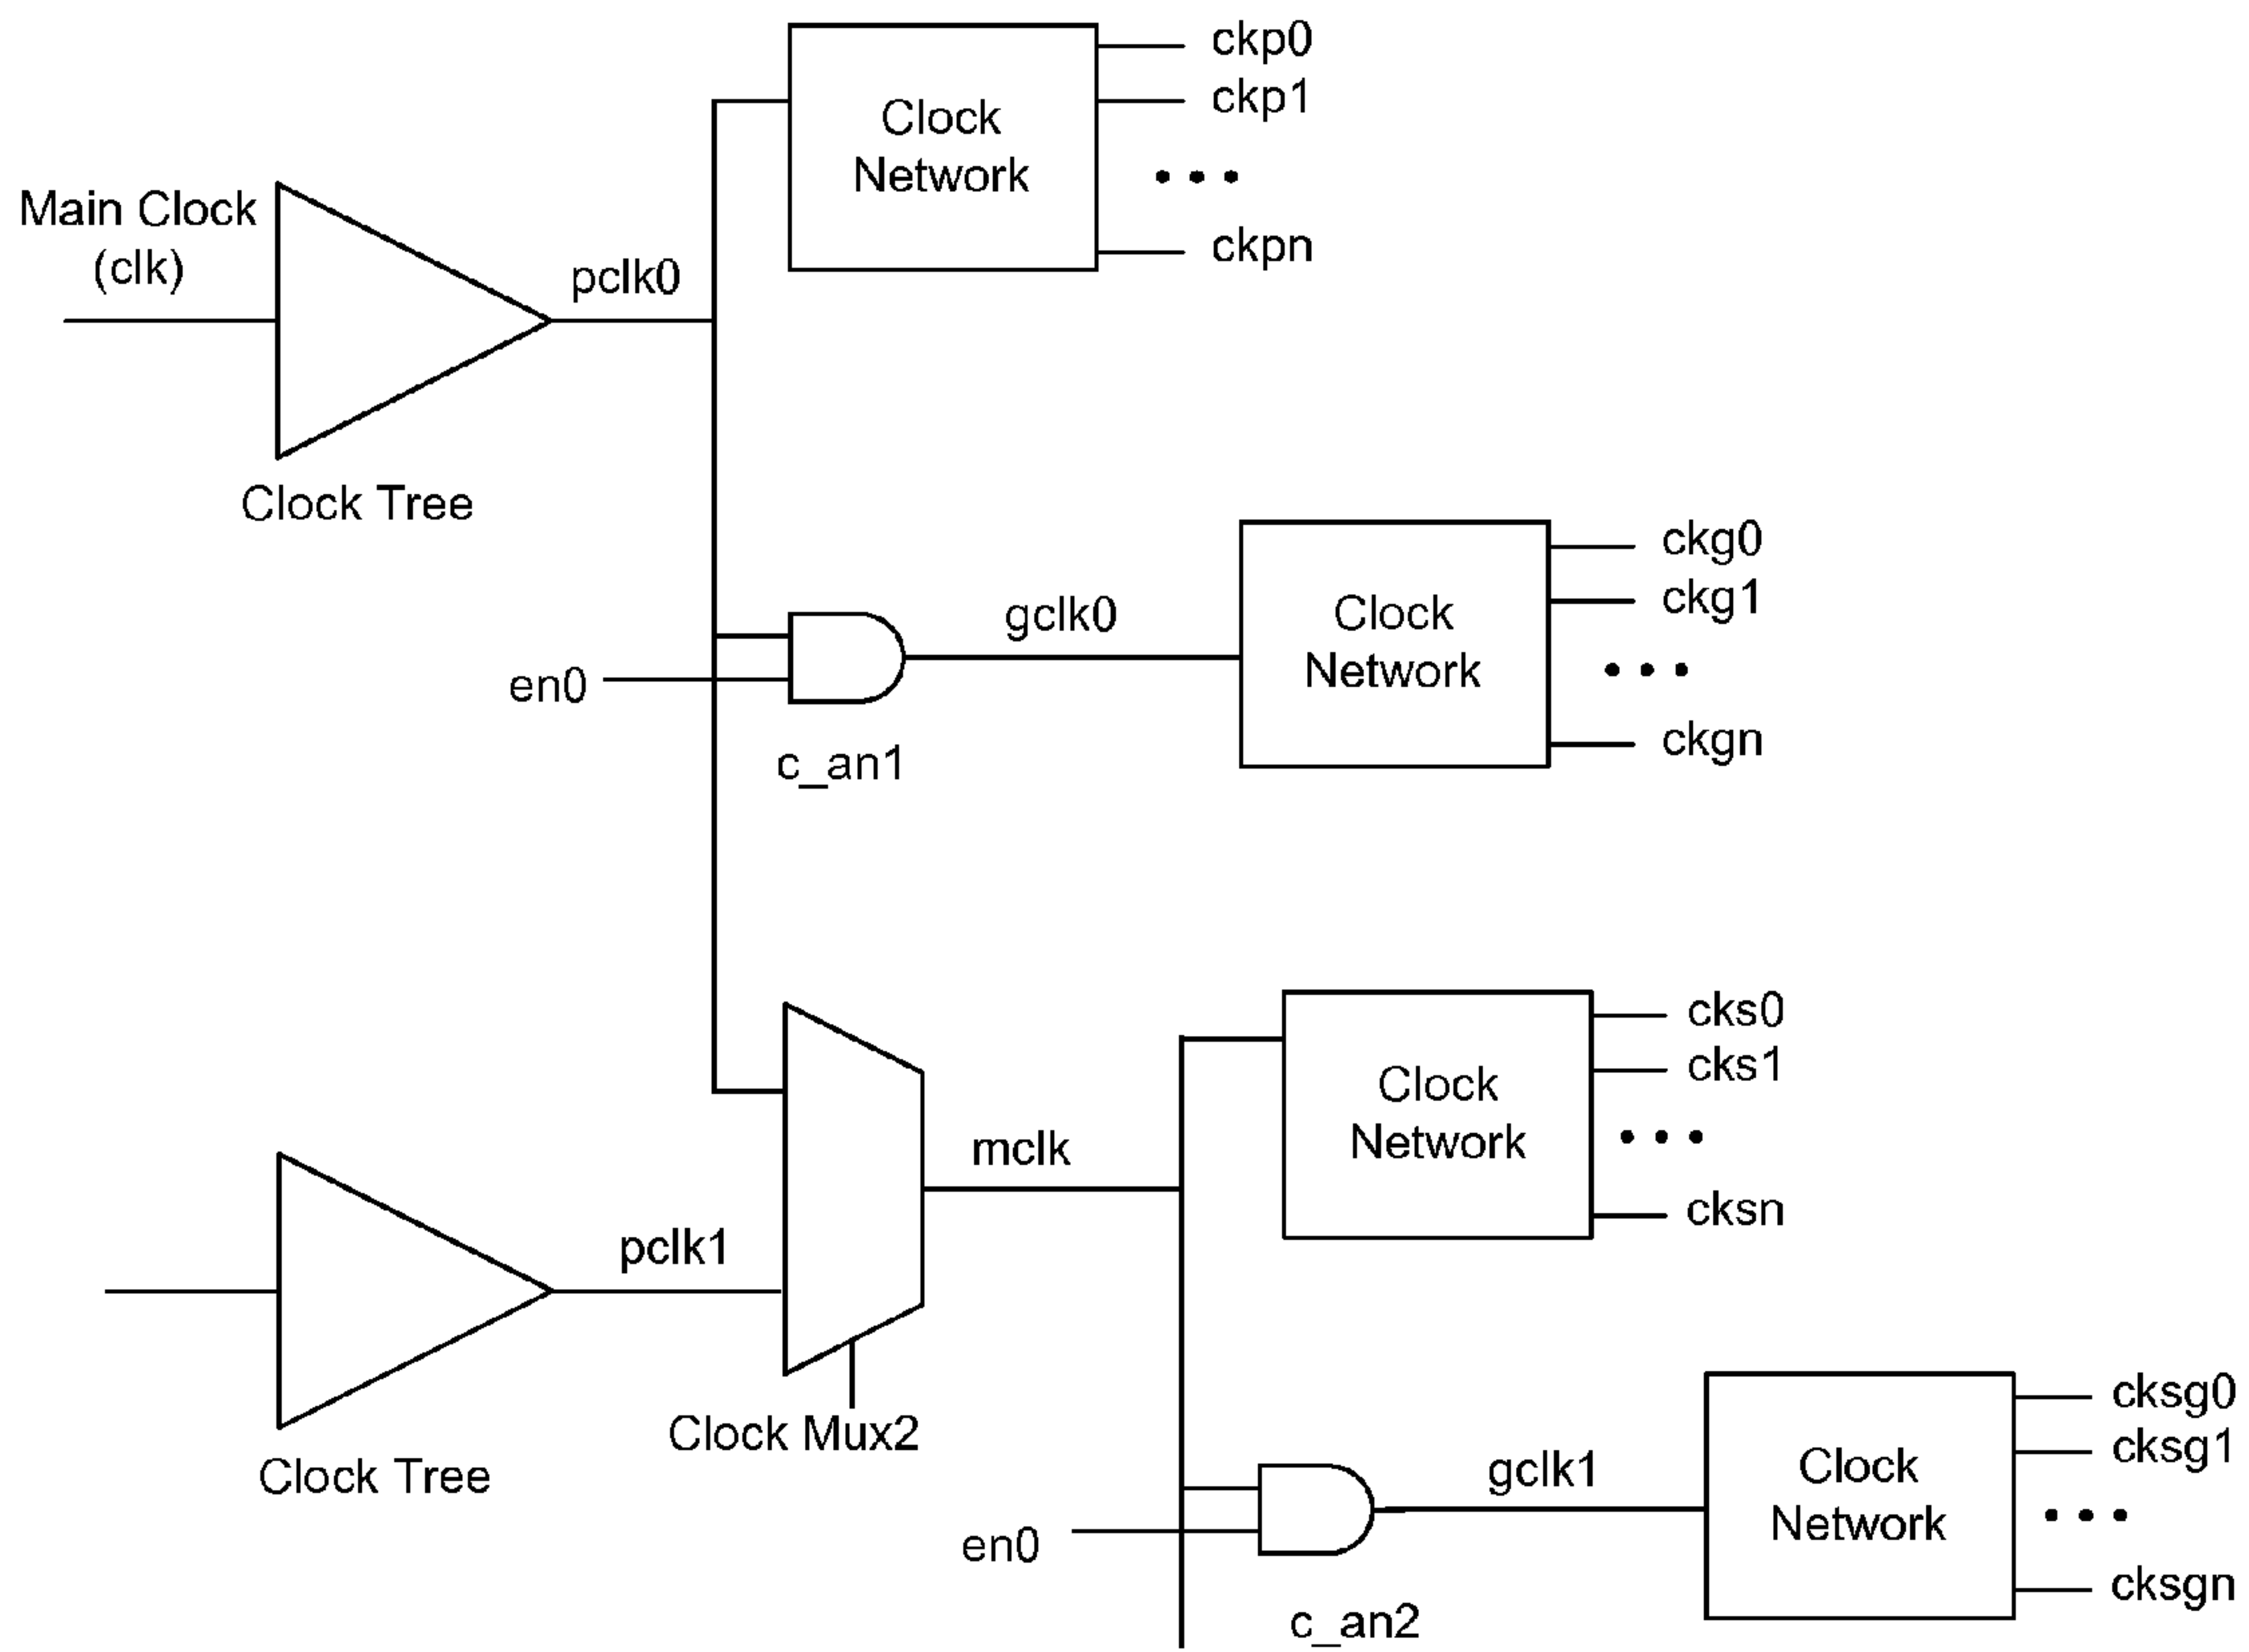 ckp0
ckp1
Clock
Network
ckpn
Main Clock
(clk)
pclk0
Clock Tree
ckg0
ckg1
gclk0
Clock
Network
en0
ckgn
c_an1
cks0
cks1
Clock
Network
mclk
cksn
pclk1
Clock Mux2
Clock Tree
cksg0
cksg1
gclk1
Clock
Network
en0
cksgn
c_an2